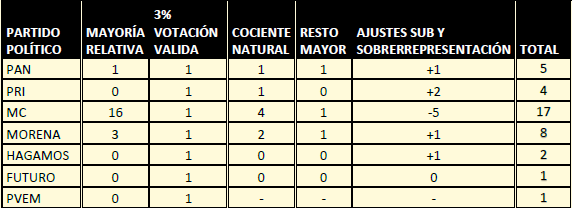 PARTIDO POLÍTICO | MAYORÍA RELATIVA | 3% VOTACIÓN VALIDA | COCIENTE NATURAL | RESTO MAYOR | AJUSTES SUB Y SOBRERREPRESENTACIÓN | TOTAL
PAN | 1 | 1 | 1 | 1 | +1 | 5
PRI | 0 | 1 | 1 | 0 | +2 | 4
MC | 16 | 1 | 4 | 1 | -5 | 17
MORENA | 3 | 1 | 2 | 1 | +1 | 8
HAGAMOS | 0 | 1 | 0 | 0 | +1 | 2
FUTURO | 0 | 1 | 0 | 0 | 0 | 1
PVEM | 0 | 1 | - | - | - | 1